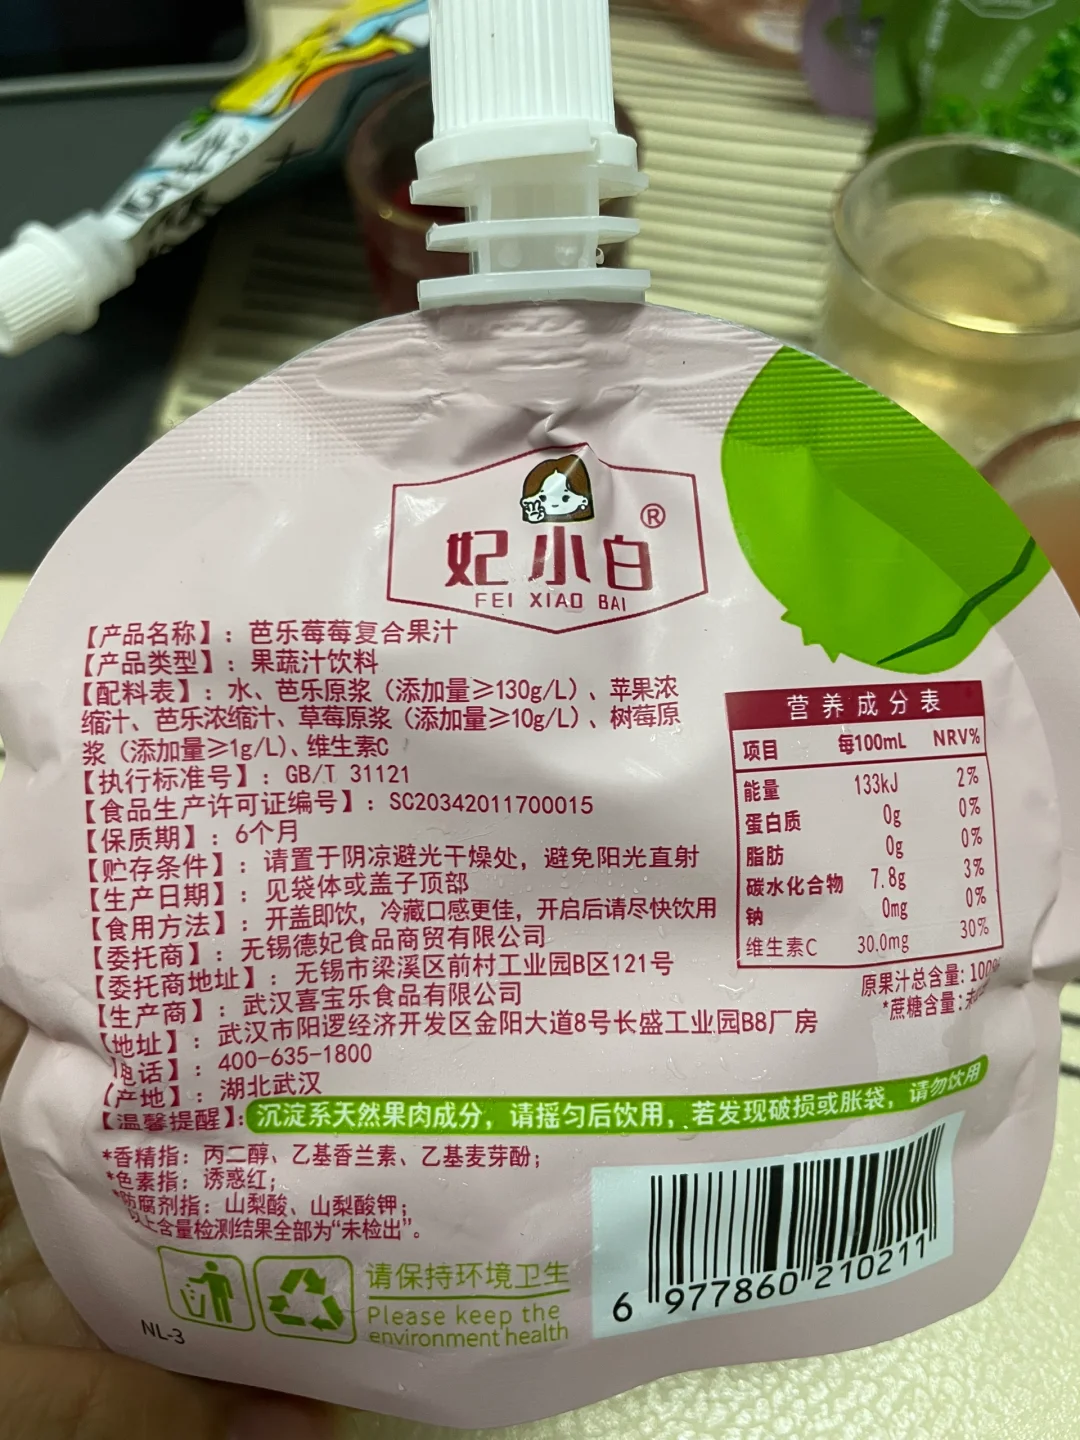 妃小白®
FEI XIAO BAI
【产品名称】：芭乐莓莓复合果汁
【产品类型】：果蔬汁饮料
【配料表】：水、芭乐原浆（添加量≥130g/L）、苹果浓
缩汁、芭乐浓缩汁、草莓原浆（添加量≥10g/L）、树莓原
浆（添加量≥1g/L）、维生素C
【执行标准号】：GB/T 31121
【食品生产许可证编号】：SC20342011700015
【保质期】：6个月
【贮存条件】：请置于阴凉避光干燥处，避免阳光直射
【生产日期】：见袋体或盖子顶部
【食用方法】：开盖即饮，冷藏口感更佳，开启后请尽快饮用
【委托商】：无锡德妃食品商贸有限公司
【委托商地址】：无锡市梁溪区前村工业园B区121号
【生产商】：武汉喜宝乐食品有限公司
【地址】：武汉市阳逻经济开发区金阳大道8号长盛工业园B8厂房
【电话】：400-635-1800
【产地】：湖北武汉
【温馨提醒】：沉淀系天然果肉成分，请摇匀后饮用，若发现破损或胀袋，请勿饮用
营养成分表
项目 每100mL NRV%
能量 133kJ 2%
蛋白质 0g 0%
脂肪 0g 0%
碳水化合物 7.8g 3%
钠 0mg 0%
维生素C 30.0mg 30%
原果汁总含量：100%
*蔗糖含量：
*香精指：丙二醇、乙基香兰素、乙基麦芽酚；
*色素指：诱惑红；
*防腐剂指：山梨酸、山梨酸钾；
以上含量检测结果全部为“未检出”。
请保持环境卫生
Please keep the
environment health
NL-3
6 977860 210211